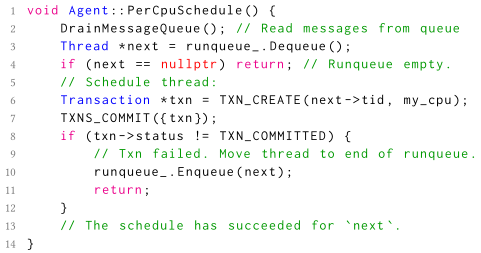 1 void Agent::PerCpuSchedule() {
2 DrainMessageQueue(); // Read messages from queue
3 Thread *next = runqueue_.Dequeue();
4 if (next == nullptr) return; // Runqueue empty.
5 // Schedule thread:
6 Transaction *txn = TXN_CREATE(next->tid, my_cpu);
7 TXNS_COMMIT({txn});
8 if (txn->status != TXN_COMMITTED) {
9 // Txn failed. Move thread to end of runqueue.
10 runqueue_.Enqueue(next);
11 return;
12 }
13 // The schedule has succeeded for `next`.
14 }